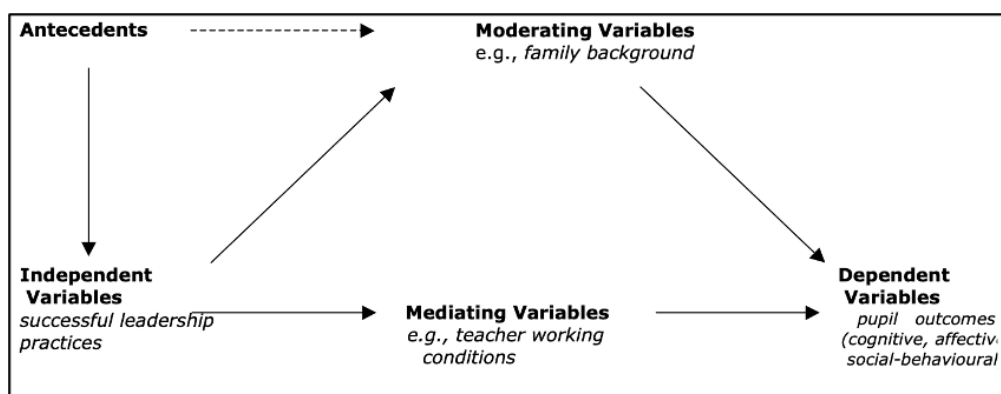 Antecedents
Moderating Variables
e.g., family background
Independent
Variables
successful leadership
practices
Mediating Variables
e.g., teacher working
conditions
Dependent
Variables
pupil outcomes
(cognitive, affectiv
social-behavioural